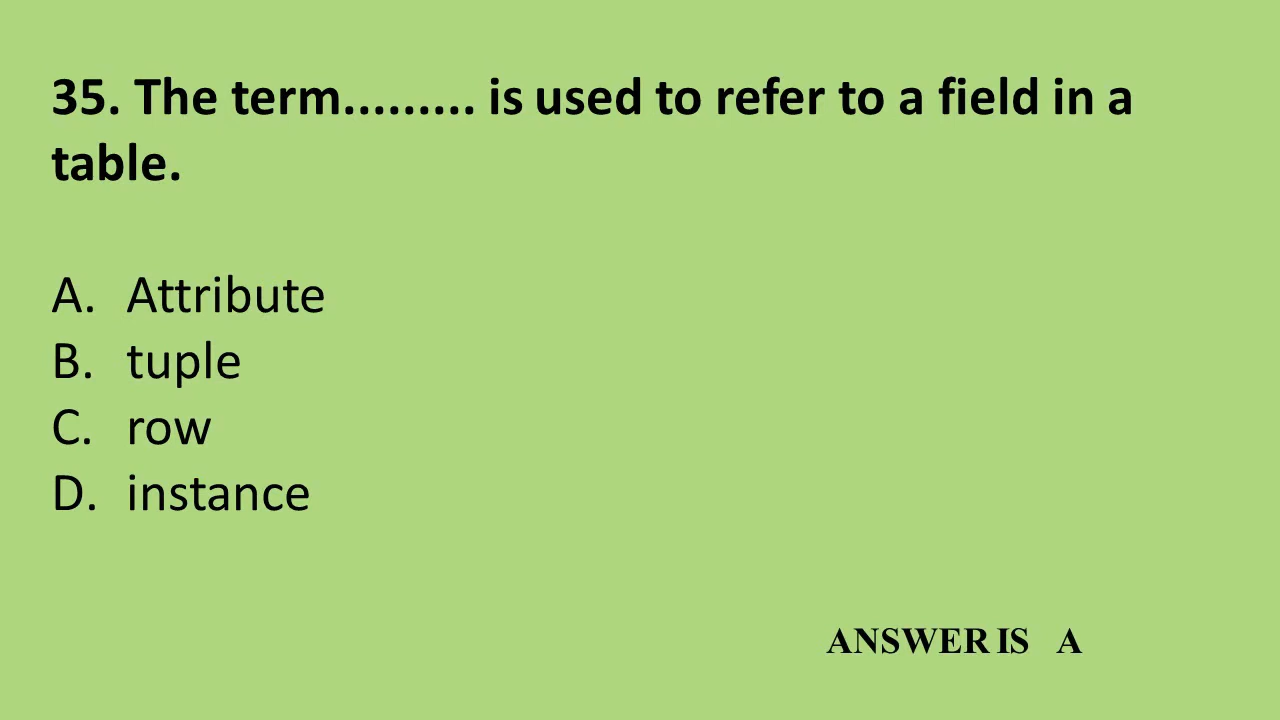 35. The term......... is used to refer to a field in a
table.
A. Attribute
B. tuple
C. row
D. instance
ANSWER IS A